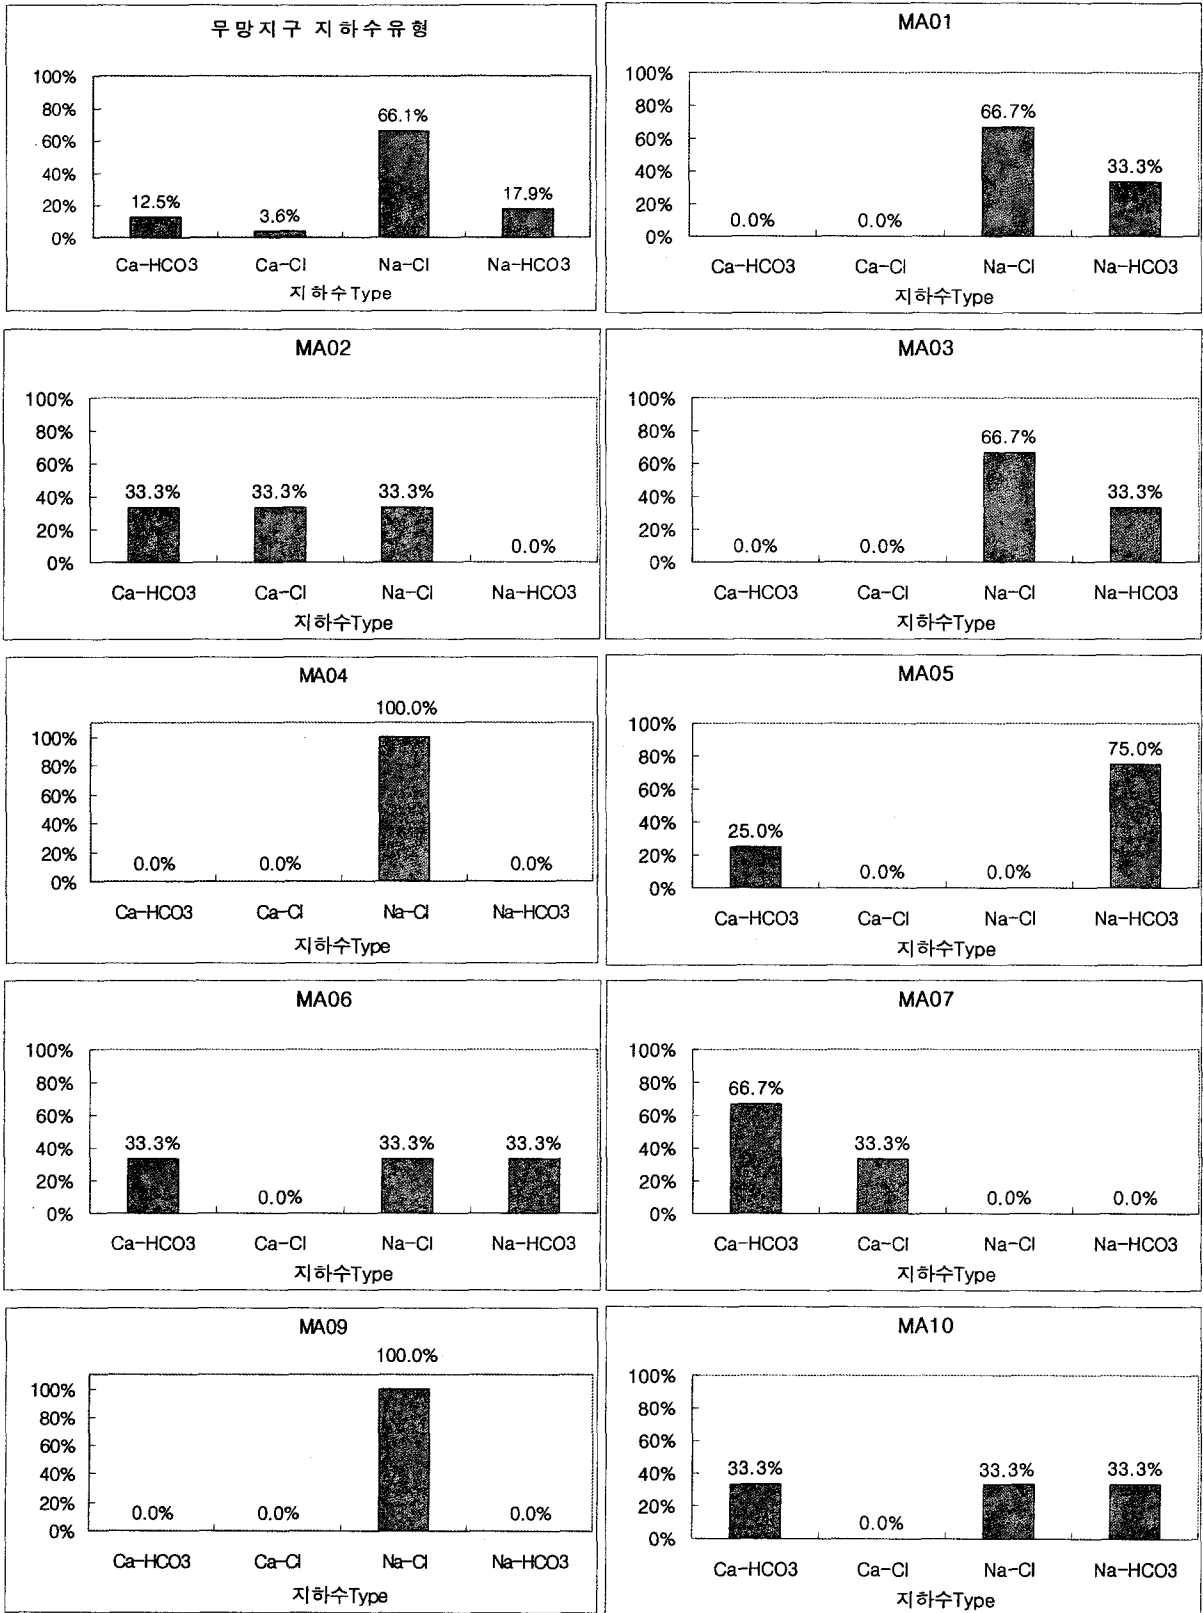 무망지구 지하수유형
100%
80%
60%
40%
20%
0%
12.5%
3.6%
66.1%
17.9%
Ca-HCO3
Ca-Cl
Na-Cl
Na-HCO3
지하수Type
MA01
100%
80%
60%
40%
20%
0%
0.0%
0.0%
66.7%
33.3%
Ca-HCO3
Ca-Cl
Na-Cl
Na-HCO3
지하수Type
MA02
100%
80%
60%
40%
20%
0%
33.3%
33.3%
33.3%
0.0%
Ca-HCO3
Ca-Cl
Na-Cl
Na-HCO3
지하수Type
MA03
100%
80%
60%
40%
20%
0%
0.0%
0.0%
66.7%
33.3%
Ca-HCO3
Ca-Cl
Na-Cl
Na-HCO3
지하수Type
MA04
100%
80%
60%
40%
20%
0%
0.0%
0.0%
100.0%
0.0%
Ca-HCO3
Ca-Cl
Na-Cl
Na-HCO3
지하수Type
MA05
100%
80%
60%
40%
20%
0%
25.0%
0.0%
0.0%
75.0%
Ca-HCO3
Ca-Cl
Na-Cl
Na-HCO3
지하수Type
MA06
100%
80%
60%
40%
20%
0%
33.3%
0.0%
33.3%
33.3%
Ca-HCO3
Ca-Cl
Na-Cl
Na-HCO3
지하수Type
MA07
100%
80%
60%
40%
20%
0%
66.7%
33.3%
0.0%
0.0%
Ca-HCO3
Ca-Cl
Na-Cl
Na-HCO3
지하수Type
MA09
100%
80%
60%
40%
20%
0%
0.0%
0.0%
100.0%
0.0%
Ca-HCO3
Ca-Cl
Na-Cl
Na-HCO3
지하수Type
MA10
100%
80%
60%
40%
20%
0%
33.3%
0.0%
33.3%
33.3%
Ca-HCO3
Ca-Cl
Na-Cl
Na-HCO3
지하수Type